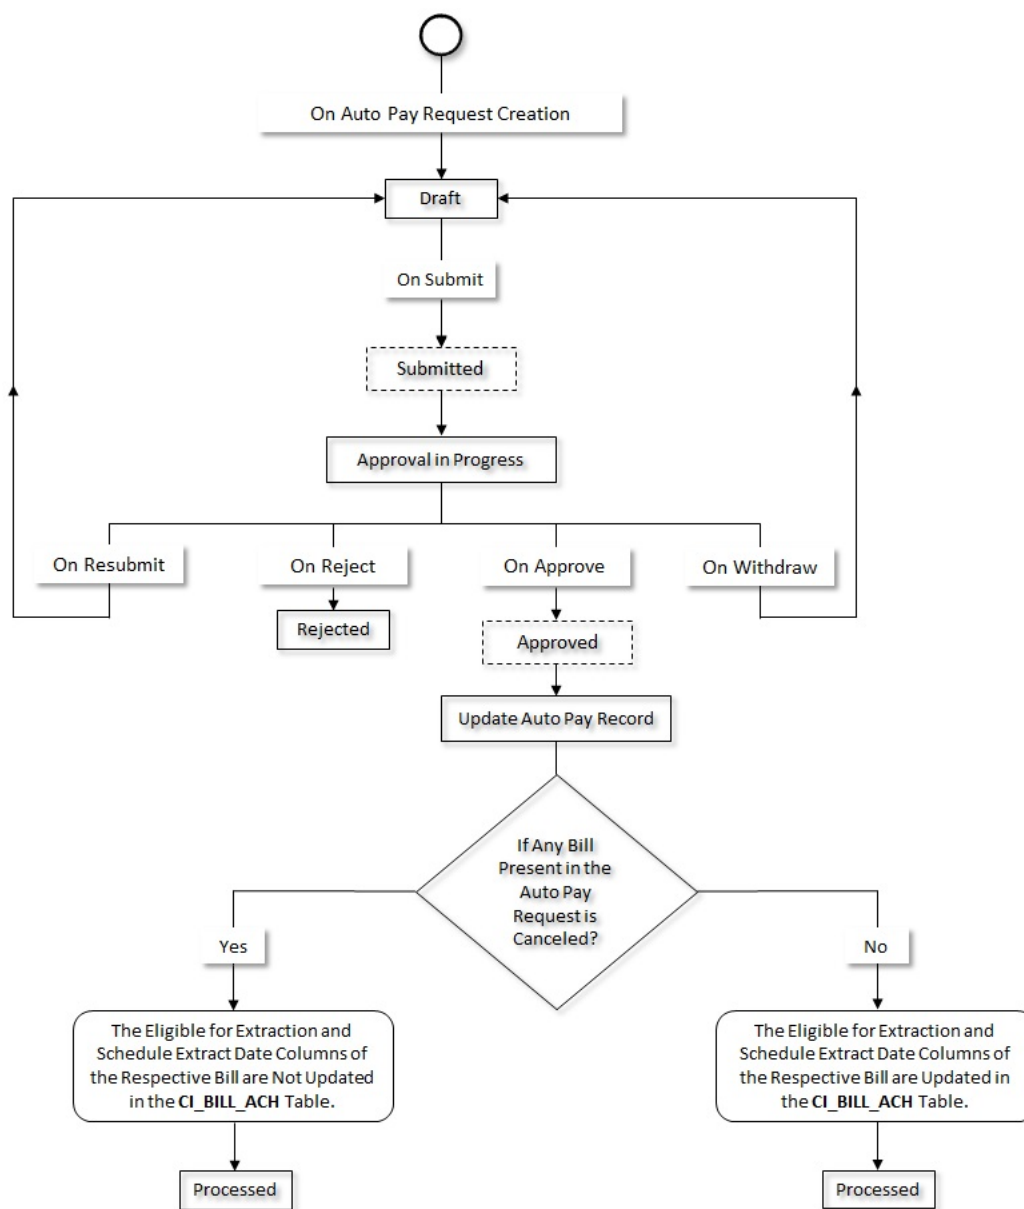 On Auto Pay Request Creation
Draft
On Submit
Submitted
Approval in Progress
On Resubmit
On Reject
On Approve
On Withdraw
Rejected
Approved
Update Auto Pay Record
If Any Bill
Present in the
Auto Pay
Request is
Canceled?
Yes
No
The Eligible for Extraction and
Schedule Extract Date Columns of
the Respective Bill are Not Updated
in the CI_BILL_ACH Table.
The Eligible for Extraction and
Schedule Extract Date Columns of
the Respective Bill are Updated in
the CI_BILL_ACH Table.
Processed
Processed